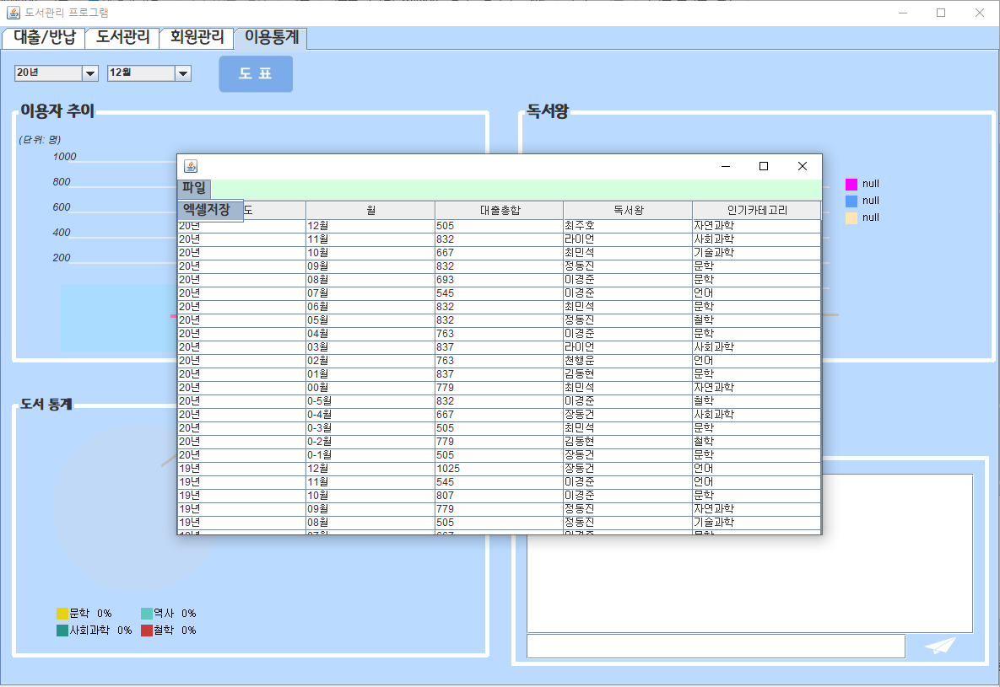 도서관리 프로그램
대출/반납 도서관리 회원관리 이용통계
20년 12월 도 표
이용자 추이
(단위: 명)
1000
800
600
400
200
독서왕
null
null
null
파일
엑셀저장
도 월 대출총합 독서왕 인기카테고리
20년 12월 505 최주호 자연과학
20년 11월 832 라이언 사회과학
20년 10월 667 최민석 기술과학
20년 09월 832 정동진 문학
20년 08월 693 이경준 문학
20년 07월 545 이경준 언어
20년 06월 832 최민석 문학
20년 05월 832 정동진 철학
20년 04월 763 이경준 문학
20년 03월 837 라이언 사회과학
20년 02월 763 천행운 언어
20년 01월 837 김동현 문학
20년 00월 779 최민석 자연과학
20년 0-5월 832 이경준 철학
20년 0-4월 667 장동건 사회과학
20년 0-3월 505 최민석 문학
20년 0-2월 779 김동현 철학
20년 0-1월 505 장동건 문학
19년 12월 1025 장동건 언어
19년 11월 545 이경준 언어
19년 10월 807 이경준 문학
19년 09월 779 정동진 자연과학
19년 08월 505 정동진 기술과학
19년 07월 667 이경준 문학
도서 통계
문학 0% 역사 0%
사회과학 0% 철학 0%